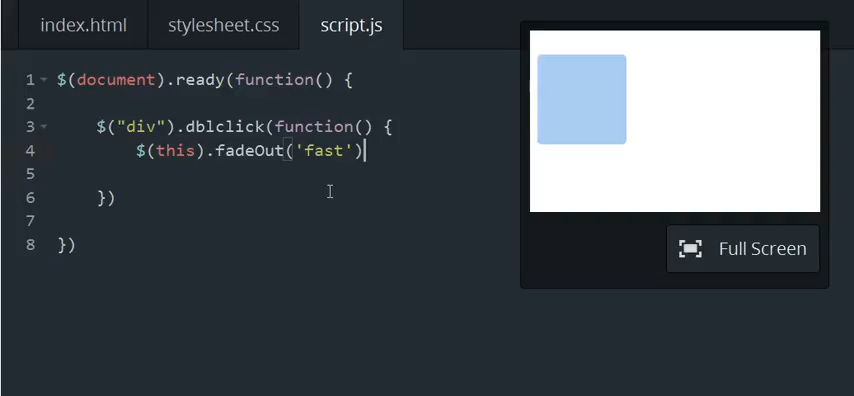 index.html
stylesheet.css
script.js
1 $(document).ready(function() {
2
3 $("div").dblclick(function() {
4 $(this).fadeOut('fast')
5
6 })
7
8 })
Full Screen